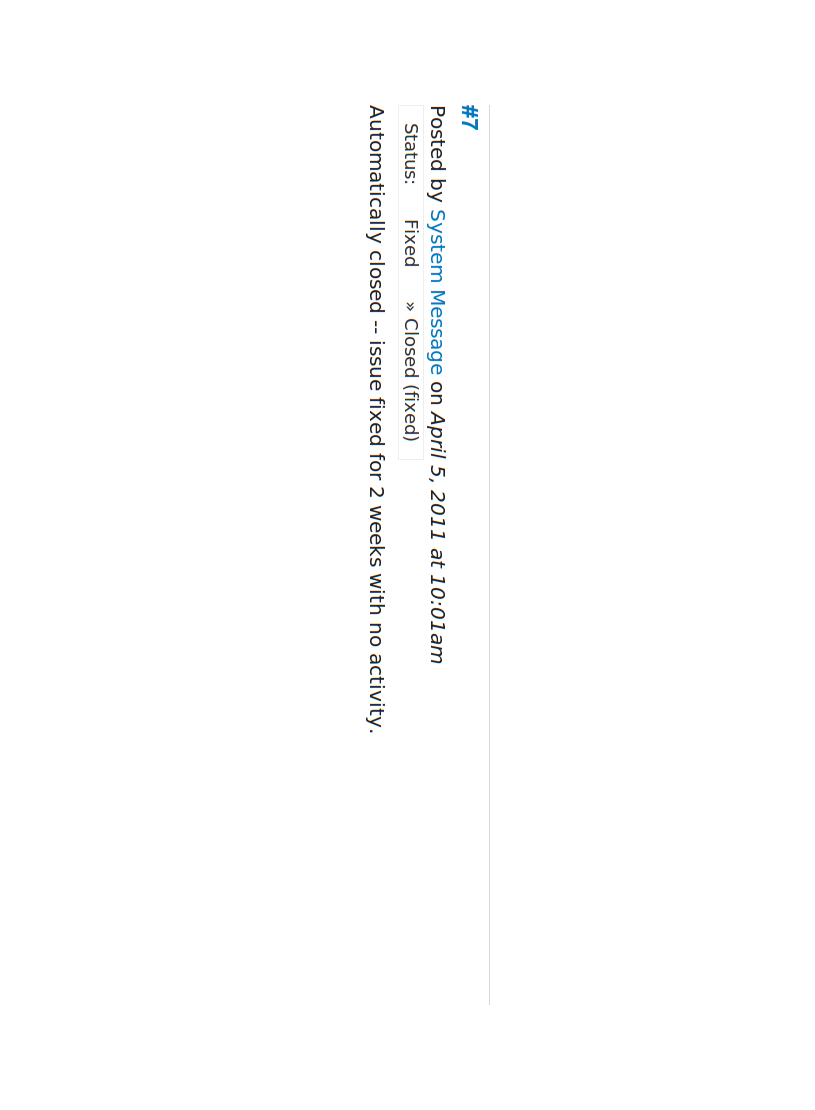 #7
Posted by System Message on April 5, 2011 at 10:01am
Status: Fixed » Closed (fixed)
Automatically closed -- issue fixed for 2 weeks with no activity.